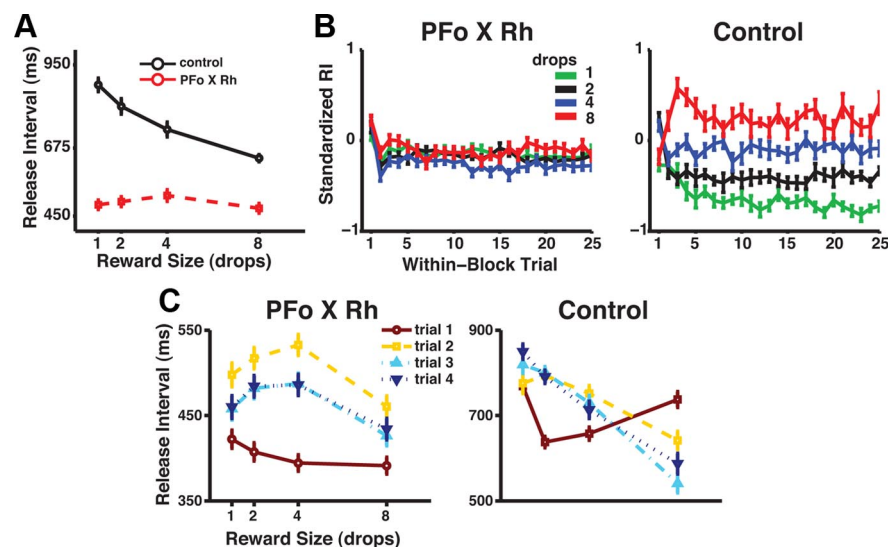 A
950
675
450
Release Interval (ms)
control
PFo X Rh
1 2 4 8
Reward Size (drops)
B
PFo X Rh
Control
1
0
−1
Standardized RI
drops
1
2
4
8
1 5 10 15 20 25
Within−Block Trial
1
0
−1
1 5 10 15 20 25
C
PFo X Rh
Control
550
450
350
Release Interval (ms)
trial 1
trial 2
trial 3
trial 4
1 2 4 8
Reward Size (drops)
900
700
500